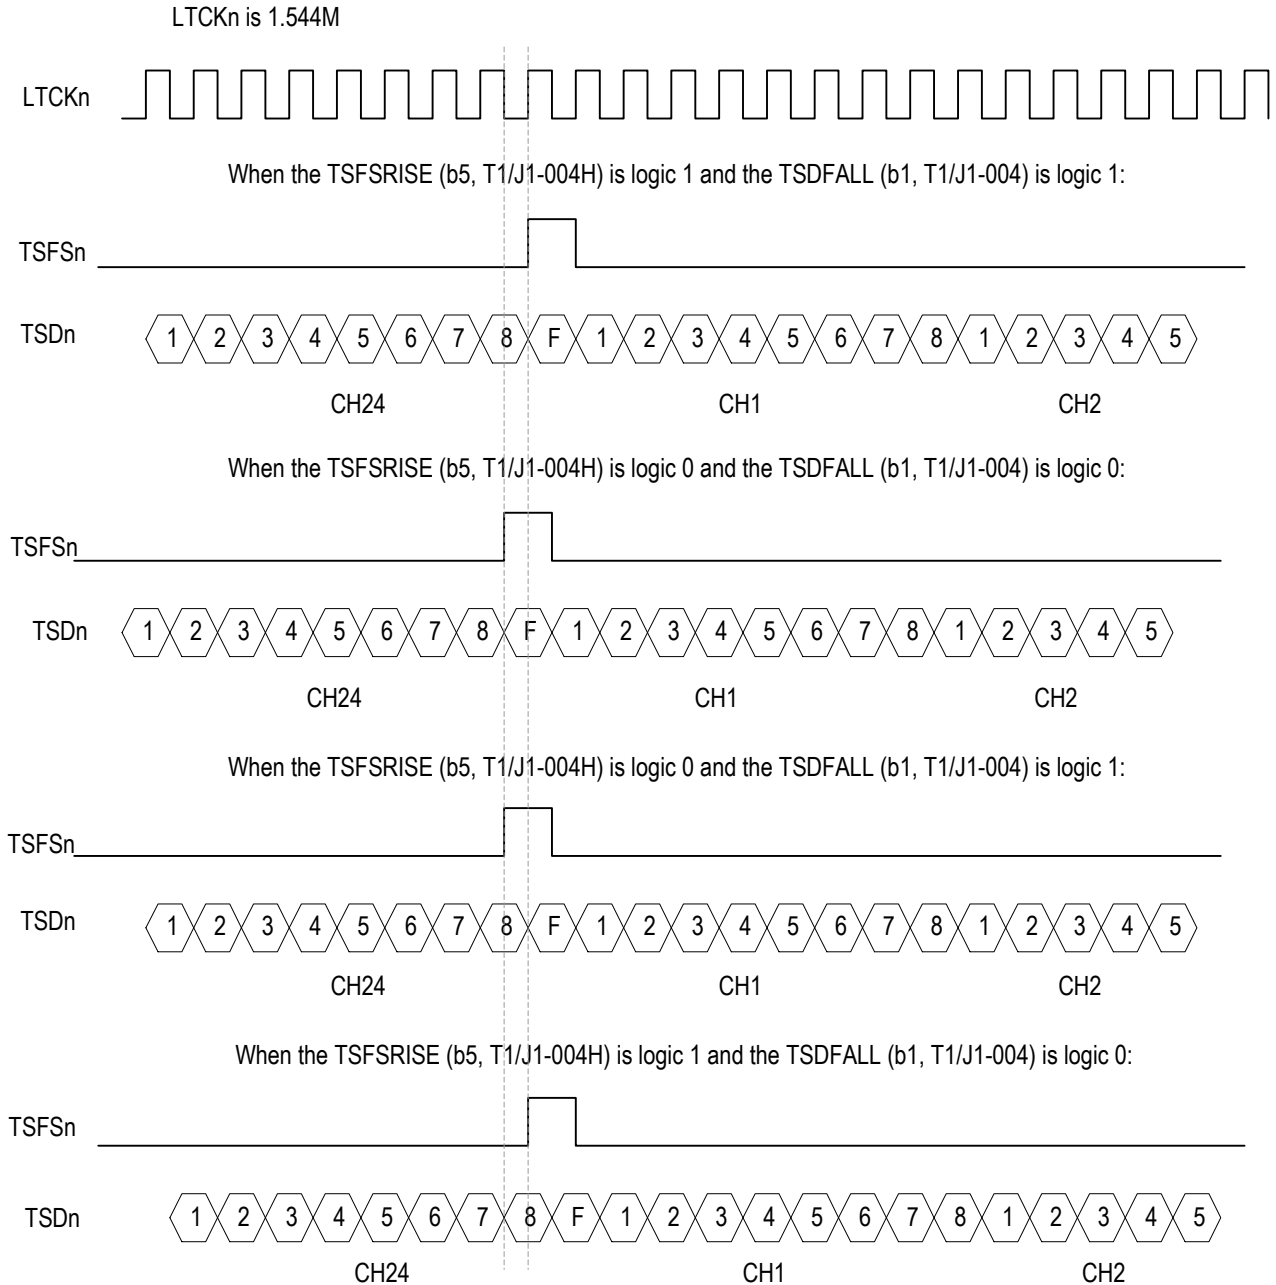 LTCKn is 1.544M
LTCKn
When the TSFSRISE (b5, T1/J1-004H) is logic 1 and the TSDFALL (b1, T1/J1-004) is logic 1:
TSFSn
TSDn 1 2 3 4 5 6 7 8 F 1 2 3 4 5 6 7 8 1 2 3 4 5
CH24 CH1 CH2
When the TSFSRISE (b5, T1/J1-004H) is logic 0 and the TSDFALL (b1, T1/J1-004) is logic 0:
TSFSn
TSDn 1 2 3 4 5 6 7 8 F 1 2 3 4 5 6 7 8 1 2 3 4 5
CH24 CH1 CH2
When the TSFSRISE (b5, T1/J1-004H) is logic 0 and the TSDFALL (b1, T1/J1-004) is logic 1:
TSFSn
TSDn 1 2 3 4 5 6 7 8 F 1 2 3 4 5 6 7 8 1 2 3 4 5
CH24 CH1 CH2
When the TSFSRISE (b5, T1/J1-004H) is logic 1 and the TSDFALL (b1, T1/J1-004) is logic 0:
TSFSn
TSDn 1 2 3 4 5 6 7 8 F 1 2 3 4 5 6 7 8 1 2 3 4 5
CH24 CH1 CH2